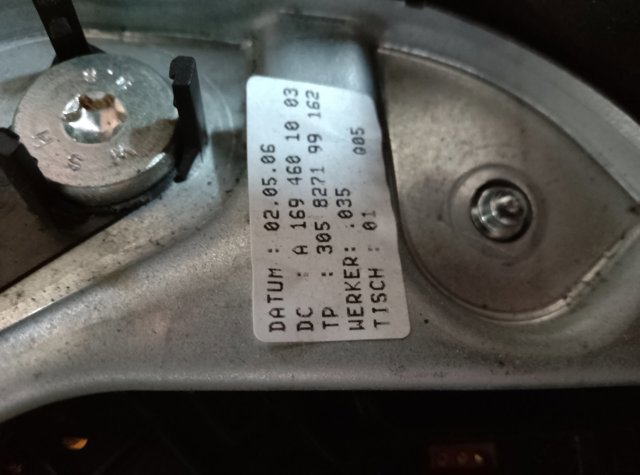 DATUM : 02.05.06
DC : A 169 460 10 03
TP : 305 8271 99 162
WERKER: .035 005
TISCH : 01